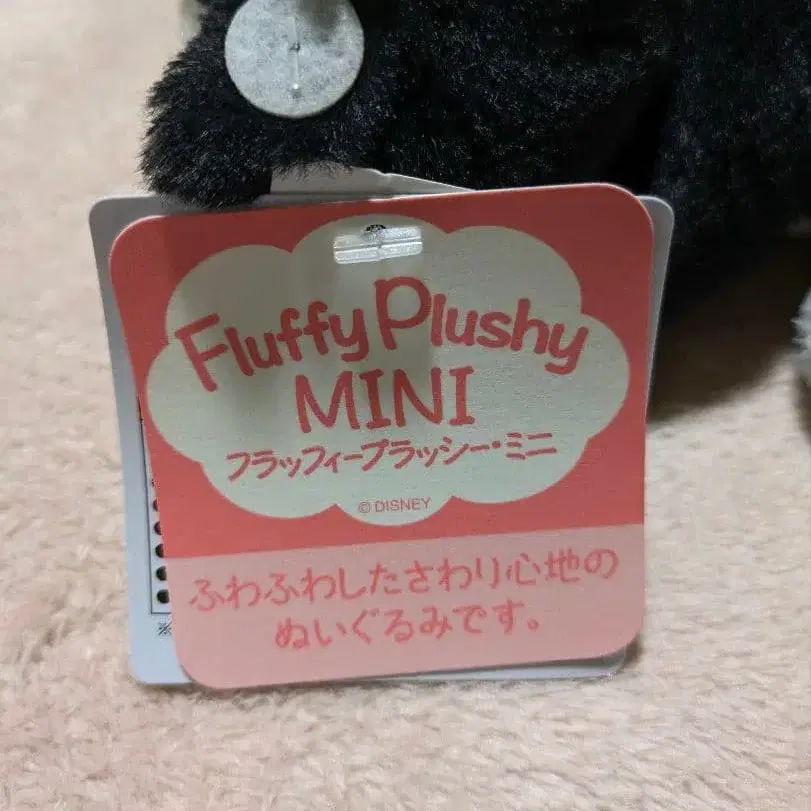 Fluffy Plushy
MINI
フラッフィープラッシー・ミニ
© DISNEY
ふわふわしたさわり心地の
ぬいぐるみです。
※